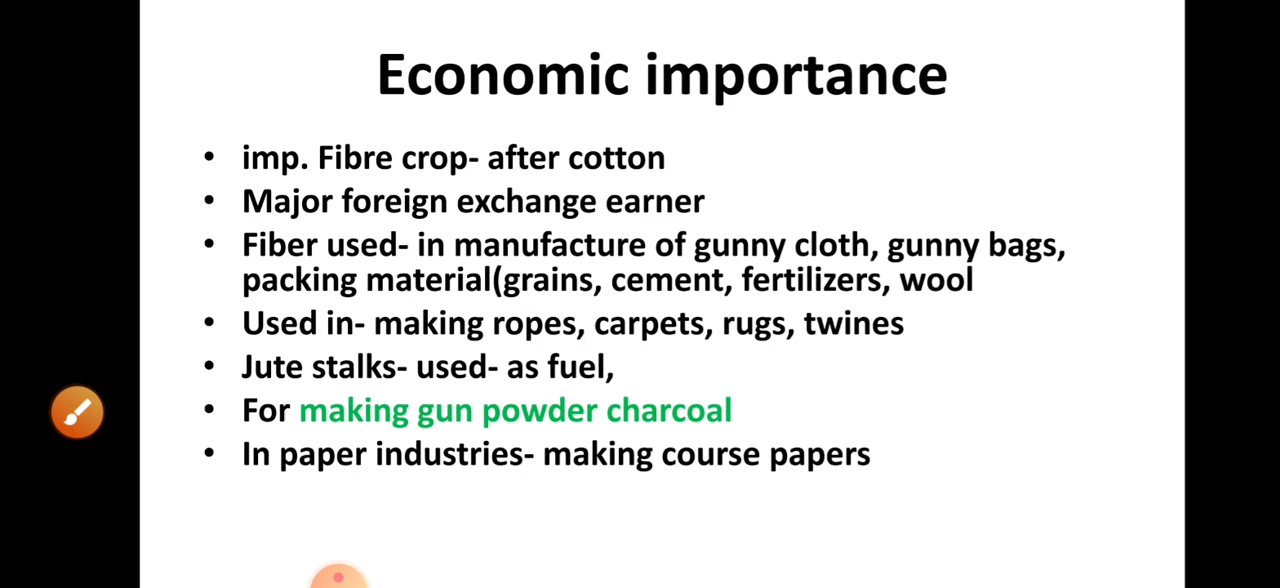 Economic importance
• imp. Fibre crop- after cotton
• Major foreign exchange earner
• Fiber used- in manufacture of gunny cloth, gunny bags,
packing material(grains, cement, fertilizers, wool
• Used in- making ropes, carpets, rugs, twines
• Jute stalks- used- as fuel,
• For making gun powder charcoal
• In paper industries- making course papers